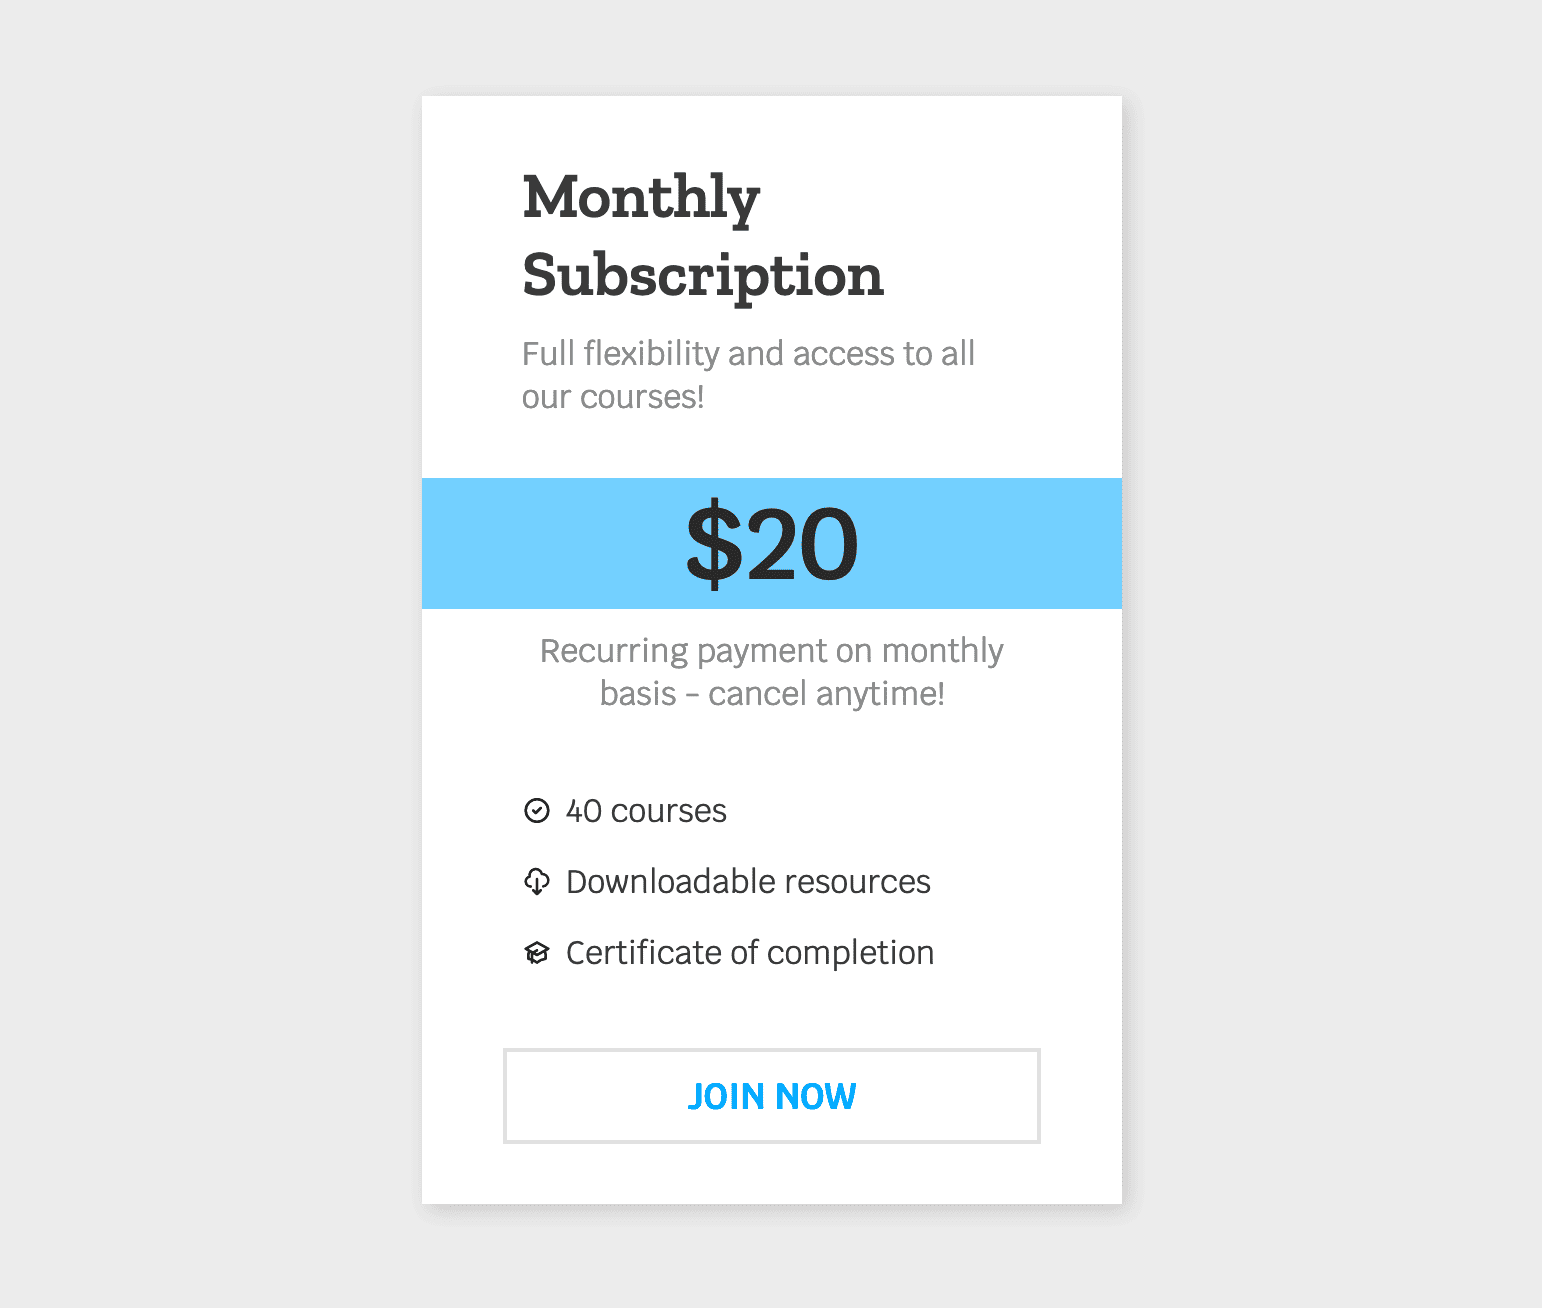 Monthly
Subscription
Full flexibility and access to all
our courses!
$20
Recurring payment on monthly
basis - cancel anytime!
40 courses
Downloadable resources
Certificate of completion
JOIN NOW